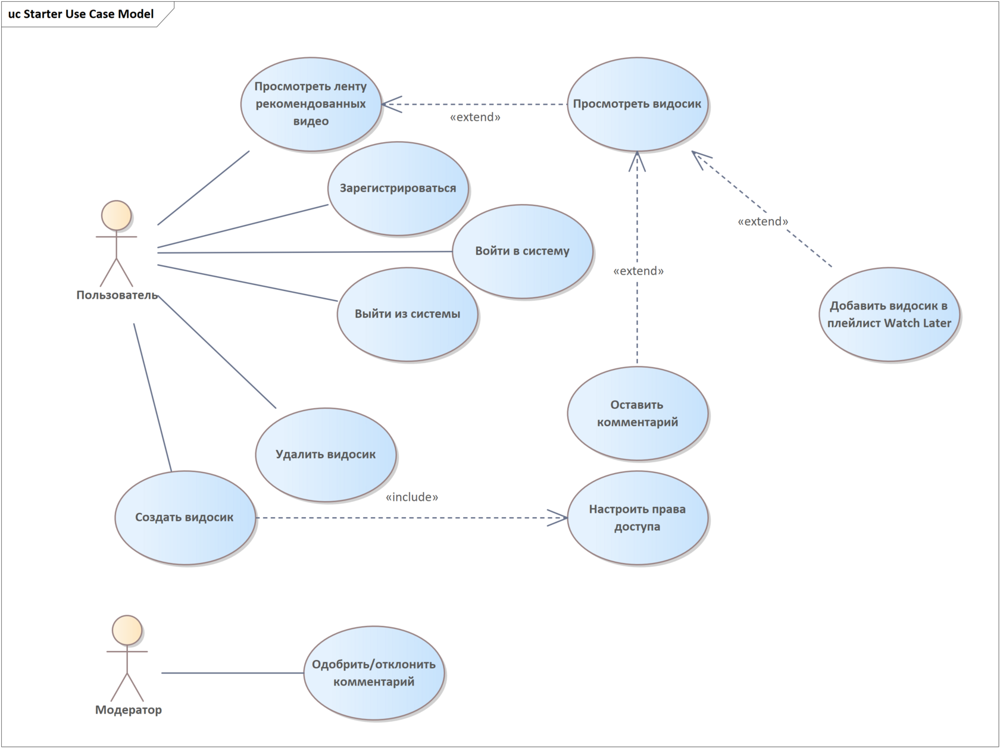 uc Starter Use Case Model
Просмотреть ленту
рекомендованных
видео
«extend»
Просмотреть видосик
Зарегистрироваться
Войти в систему
«extend»
«extend»
Пользователь
Выйти из системы
Добавить видосик в
плейлист Watch Later
Оставить
комментарий
Удалить видосик
«include»
Создать видосик
Настроить права
доступа
Одобрить/отклонить
комментарий
Модератор